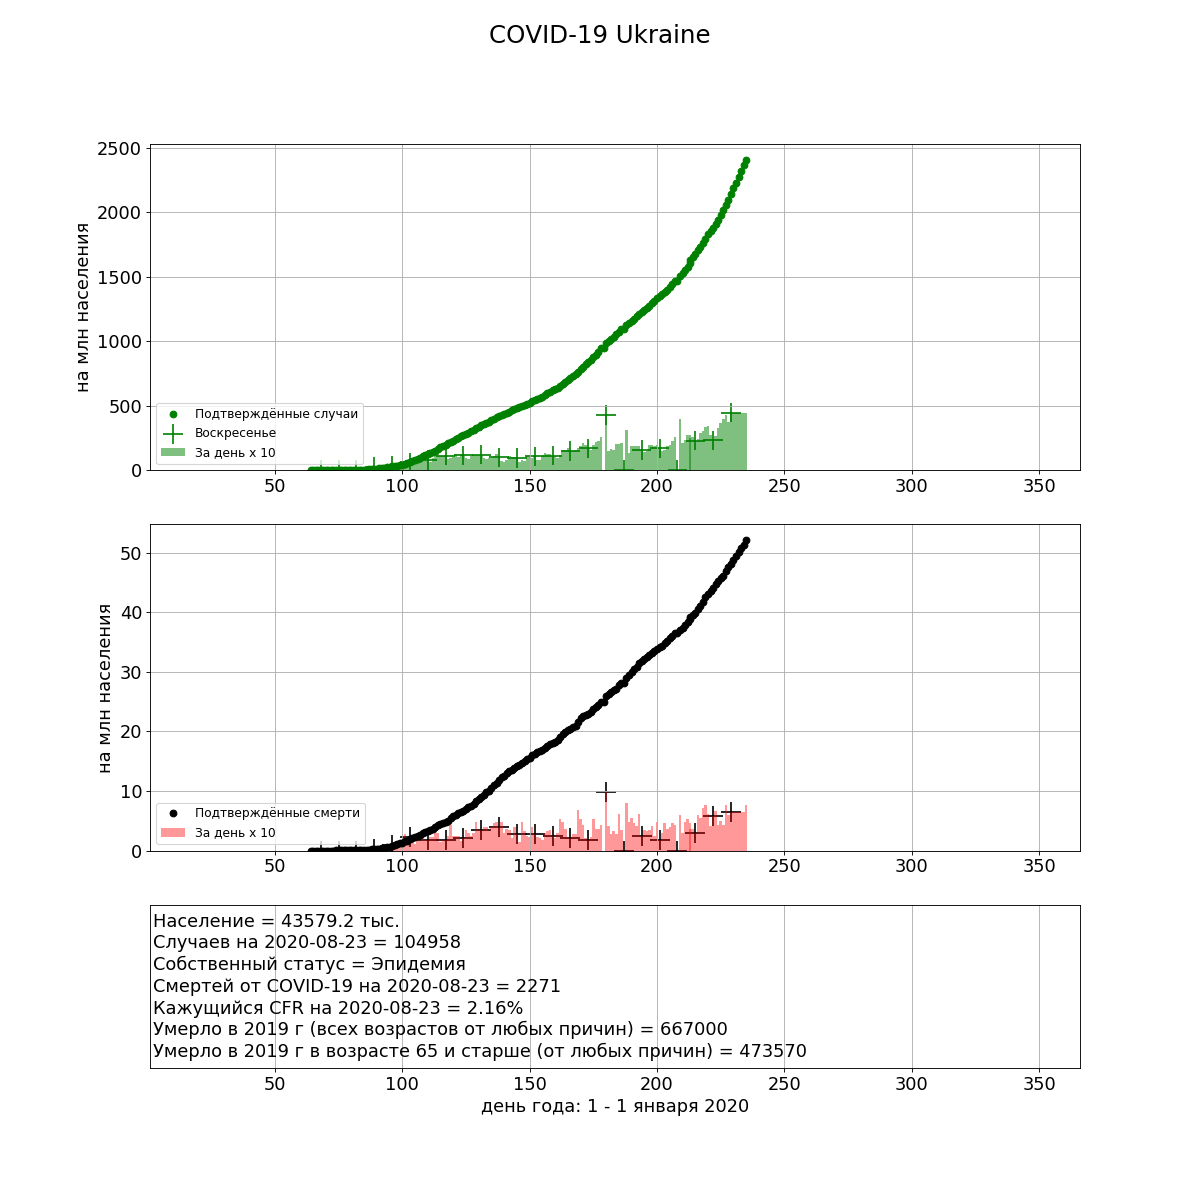 COVID-19 Ukraine
2500
2000
1500
1000
500
0
на млн населения
Подтверждённые случаи
Воскресенье
За день x 10
50 100 150 200 250 300 350
50
40
30
20
10
0
на млн населения
Подтверждённые смерти
За день x 10
50 100 150 200 250 300 350
Население = 43579.2 тыс.
Случаев на 2020-08-23 = 104958
Собственный статус = Эпидемия
Смертей от COVID-19 на 2020-08-23 = 2271
Кажущийся CFR на 2020-08-23 = 2.16%
Умерло в 2019 г (всех возрастов от любых причин) = 667000
Умерло в 2019 г в возрасте 65 и старше (от любых причин) = 473570
50 100 150 200 250 300 350
день года: 1 - 1 января 2020